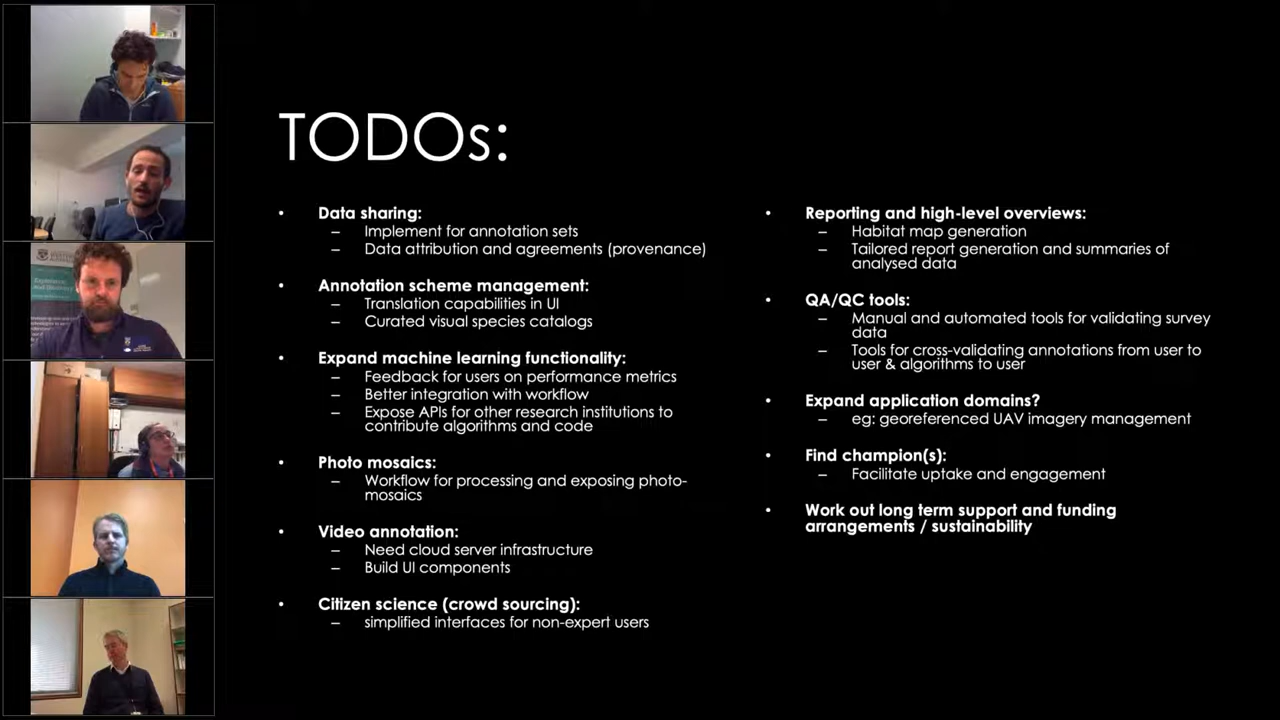 TODOs:
• Data sharing:
– Implement for annotation sets
– Data attribution and agreements (provenance)
• Annotation scheme management:
– Translation capabilities in UI
– Curated visual species catalogs
• Expand machine learning functionality:
– Feedback for users on performance metrics
– Better integration with workflow
– Expose APIs for other research institutions to
contribute algorithms and code
• Photo mosaics:
– Workflow for processing and exposing photo-
mosaics
• Video annotation:
– Need cloud server infrastructure
– Build UI components
• Citizen science (crowd sourcing):
– simplified interfaces for non-expert users
• Reporting and high-level overviews:
– Habitat map generation
– Tailored report generation and summaries of
analysed data
• QA/QC tools:
– Manual and automated tools for validating survey
data
– Tools for cross-validating annotations from user to
user & algorithms to user
• Expand application domains?
– eg: georeferenced UAV imagery management
• Find champion(s):
– Facilitate uptake and engagement
• Work out long term support and funding
arrangements / sustainability